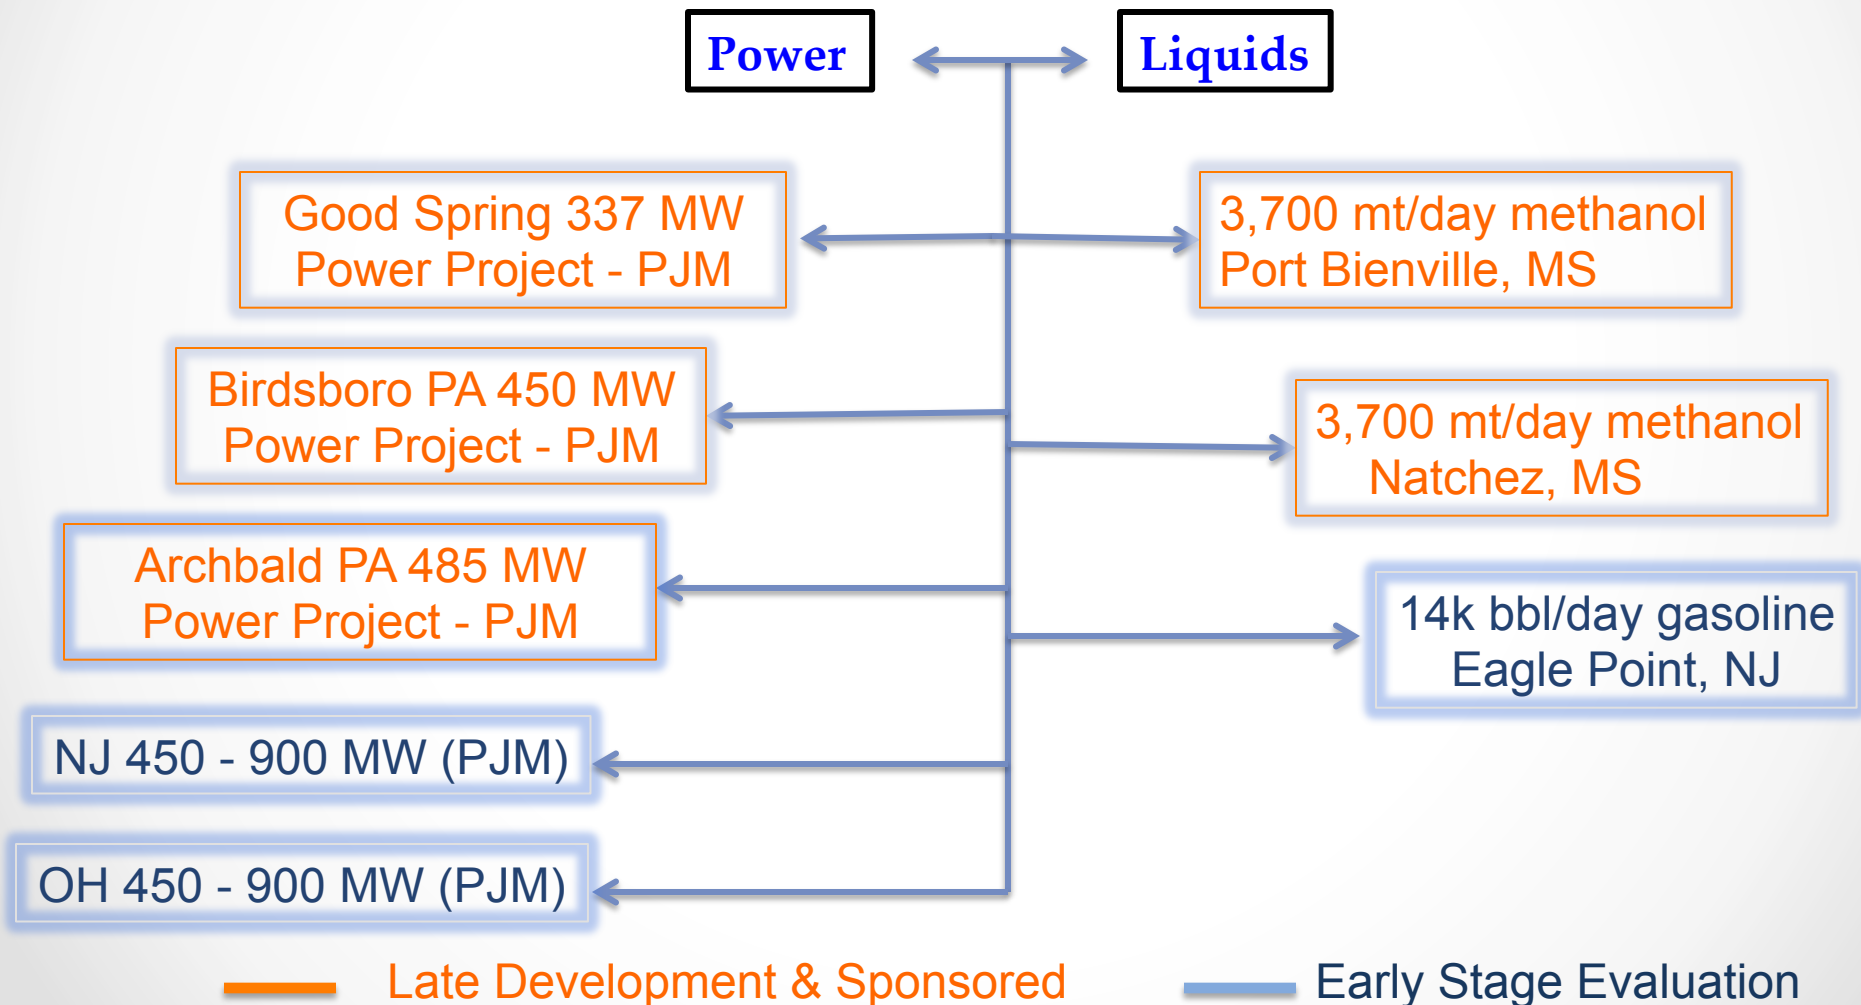 Power
Liquids
Good Spring 337 MW
Power Project - PJM
3,700 mt/day methanol
Port Bienville, MS
Birdsboro PA 450 MW
Power Project - PJM
3,700 mt/day methanol
Natchez, MS
Archbald PA 485 MW
Power Project - PJM
14k bbl/day gasoline
Eagle Point, NJ
NJ 450 - 900 MW (PJM)
OH 450 - 900 MW (PJM)
Late Development & Sponsored
Early Stage Evaluation